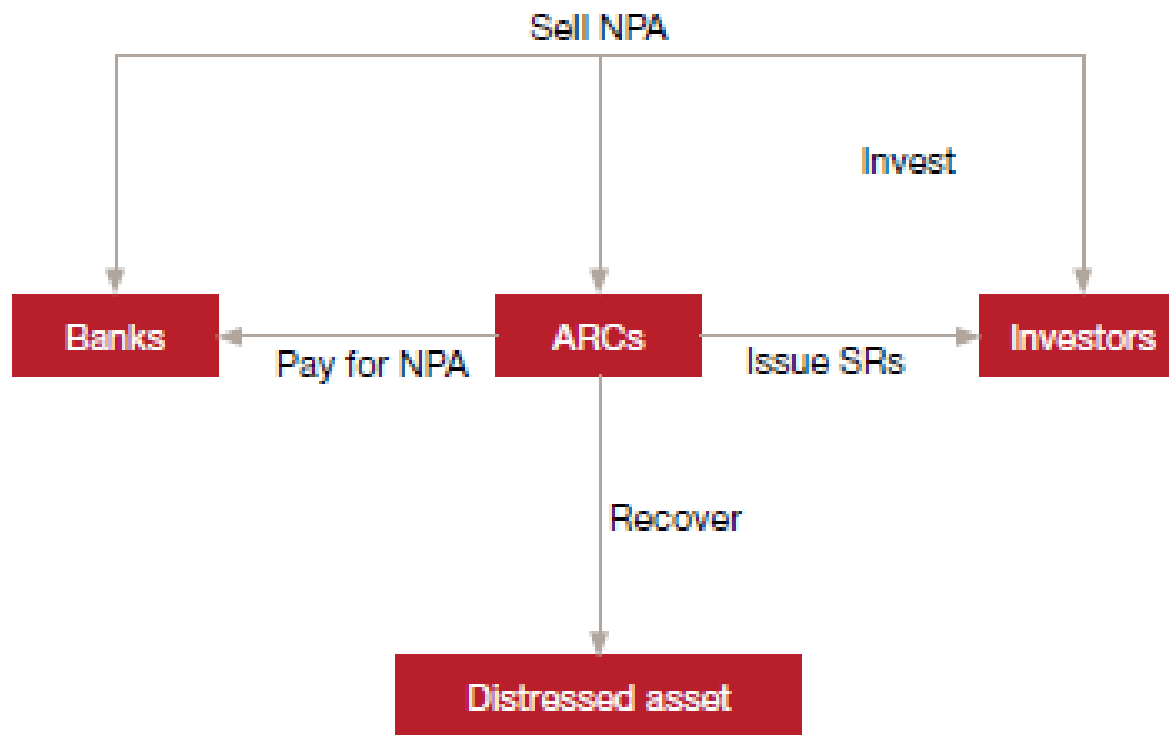 Sell NPA
Invest
Banks
Pay for NPA
ARCs
Issue SRs
Investors
Recover
Distressed asset